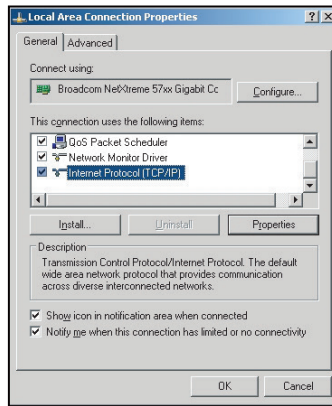 Local Area Connection Properties
General
Advanced
Connect using:
Broadcom NetXtreme 57xx Gigabit Cc
Configure...
This connection uses the following items:
QoS Packet Scheduler
Network Monitor Driver
Internet Protocol (TCP/IP)
Install...
Uninstall
Properties
Description
Transmission Control Protocol/Internet Protocol. The default
wide area network protocol that provides communication
across diverse interconnected networks.
Show icon in notification area when connected
Notify me when this connection has limited or no connectivity
OK
Cancel